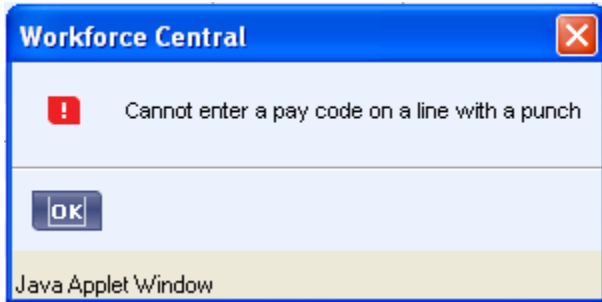 Workforce Central
Cannot enter a pay code on a line with a punch
OK
Java Applet Window